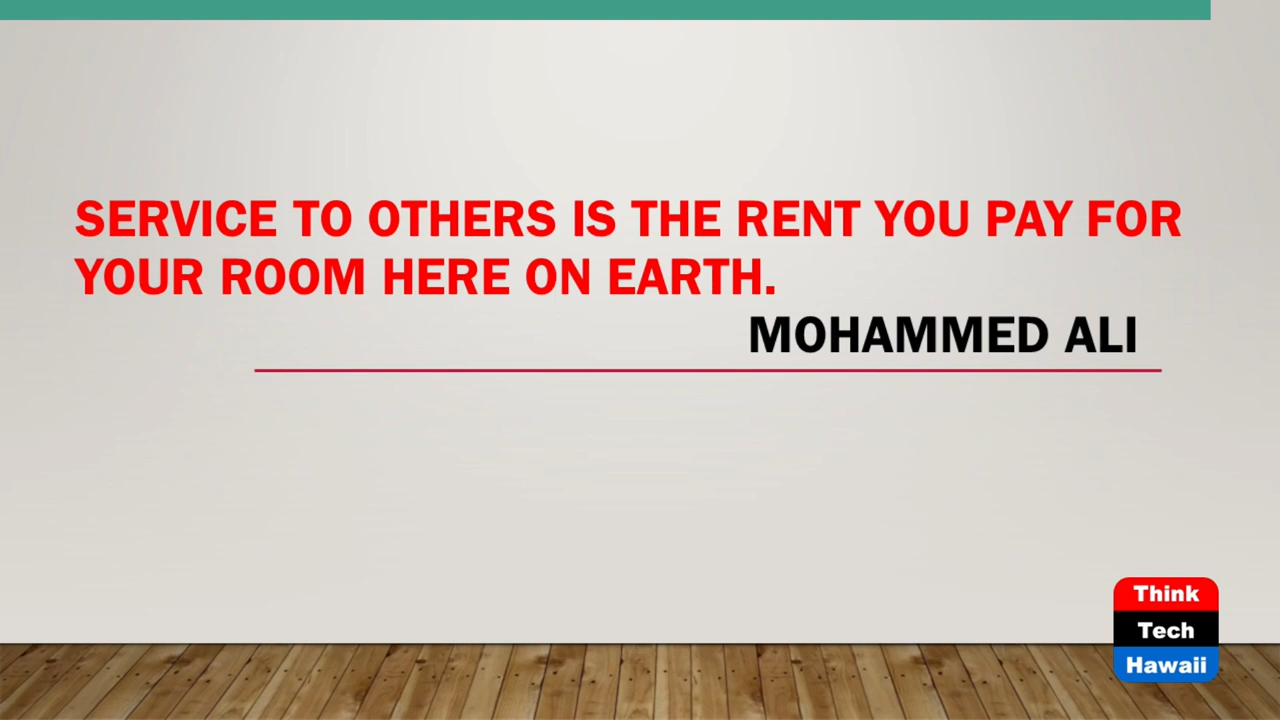 SERVICE TO OTHERS IS THE RENT YOU PAY FOR
YOUR ROOM HERE ON EARTH.
MOHAMMED ALI
Think
Tech
Hawaii